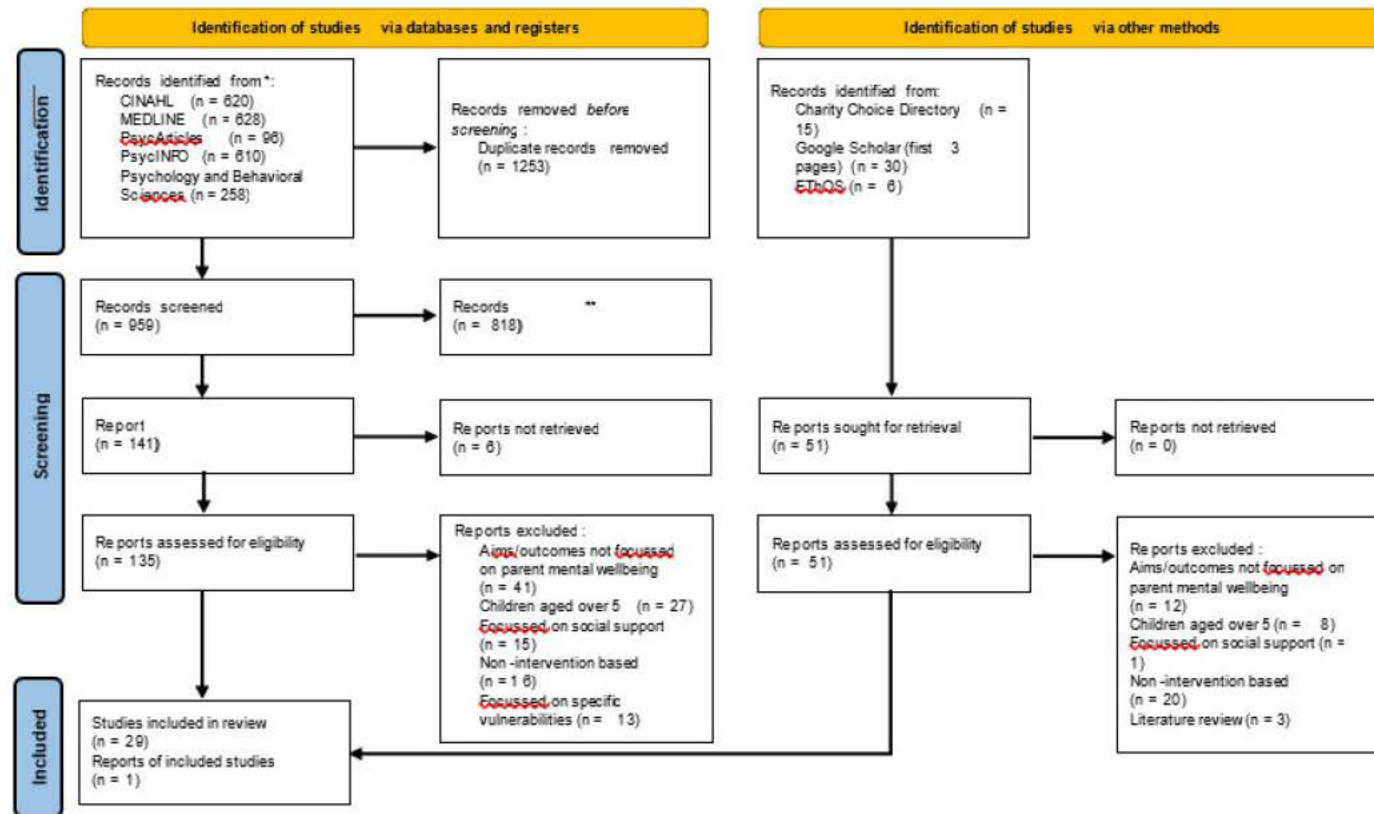 Identification of studies via databases and registers
Identification of studies via other methods
Identification
Records identified from*:
CINAHL (n = 620)
MEDLINE (n = 628)
PsycArticles (n = 96)
PsycINFO (n = 610)
Psychology and Behavioral
Sciences (n = 258)
Records removed before
screening:
Duplicate records removed
(n = 1253)
Records identified from:
Charity Choice Directory (n =
15)
Google Scholar (first 3
pages) (n = 30)
EThOS (n = 6)
Screening
Records screened
(n = 959)
Records **
(n = 818)
Report
(n = 141)
Reports not retrieved
(n = 6)
Reports sought for retrieval
(n = 51)
Reports not retrieved
(n = 0)
Reports assessed for eligibility
(n = 135)
Reports excluded:
Aims/outcomes not focussed
on parent mental wellbeing
(n = 41)
Children aged over 5 (n = 27)
Focussed on social support
(n = 15)
Non-intervention based
(n = 16)
Focussed on specific
vulnerabilities (n = 13)
Reports assessed for eligibility
(n = 51)
Reports excluded:
Aims/outcomes not focussed on
parent mental wellbeing
(n = 12)
Children aged over 5 (n = 8)
Focussed on social support (n =
1)
Non-intervention based
(n = 20)
Literature review (n = 3)
Included
Studies included in review
(n = 29)
Reports of included studies
(n = 1)